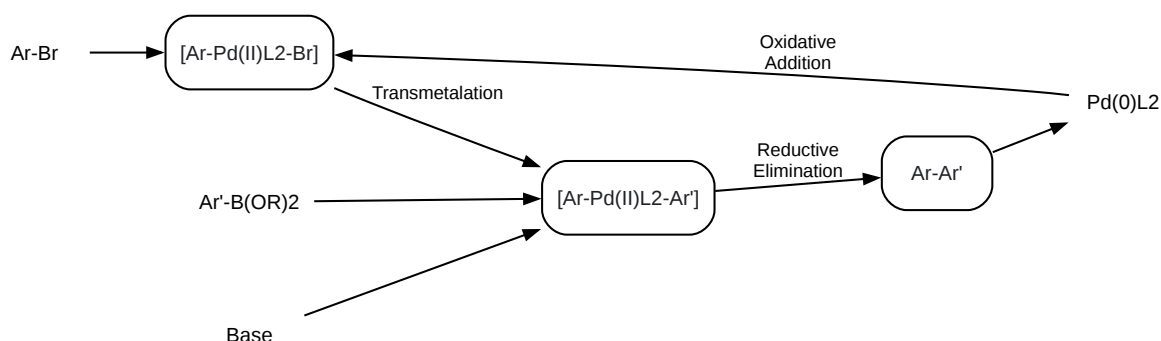 Oxidative
Addition
Ar-Br
[Ar-Pd(II)L2-Br]
Transmetalation
Pd(0)L2
Reductive
Elimination
Ar-Ar'
Ar'-B(OR)2
[Ar-Pd(II)L2-Ar']
Base